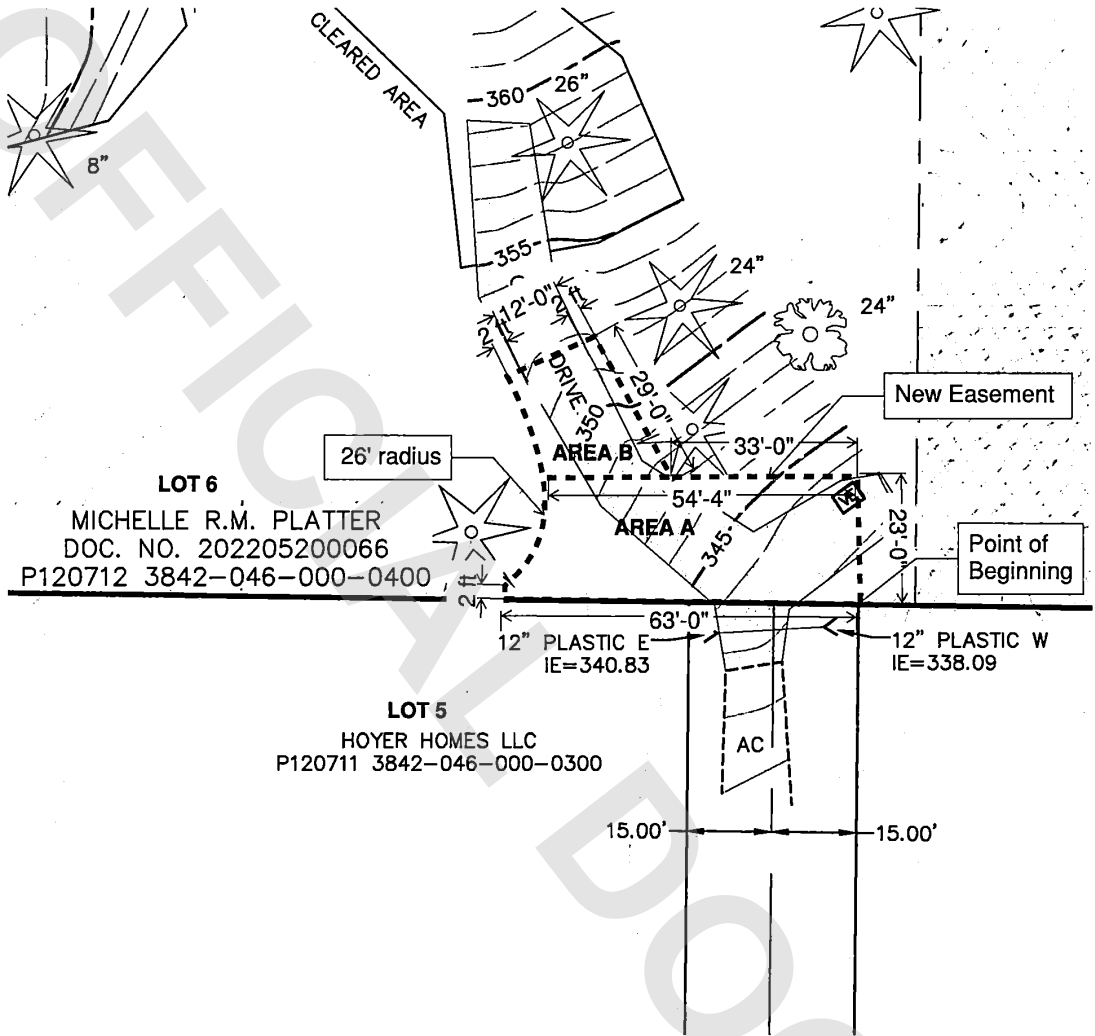 CLEARED AREA
360
26"
8"
355
24"
24"
12'-0"
2 ft
2 ft
DRIVE
350
29'-0"
New Easement
33'-0"
AREA B
26' radius
54'-4"
AREA A
345
23'-0"
Point of
Beginning
LOT 6
MICHELLE R.M. PLATTER
DOC. NO. 202205200066
P120712 3842-046-000-0400
2 ft
63'-0"
12" PLASTIC E
IE=340.83
12" PLASTIC W
IE=338.09
LOT 5
HOYER HOMES LLC
P120711 3842-046-000-0300
AC
15.00'
15.00'